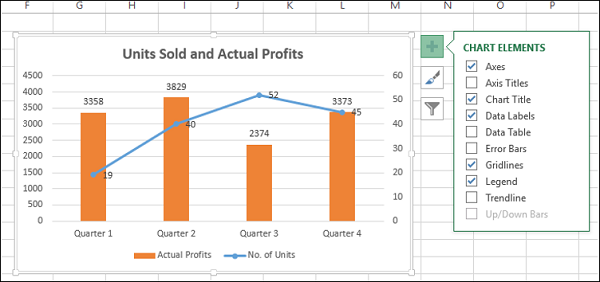 F G H I J K L M N O P Q
Units Sold and Actual Profits
4500
4000
3500
3000
2500
2000
1500
1000
500
0
3358
3829
2374
3373
19
40
52
45
60
50
40
30
20
10
0
Quarter 1 Quarter 2 Quarter 3 Quarter 4
Actual Profits No. of Units
CHART ELEMENTS
Axes
Axis Titles
Chart Title
Data Labels
Data Table
Error Bars
Gridlines
Legend
Trendline
Up/Down Bars